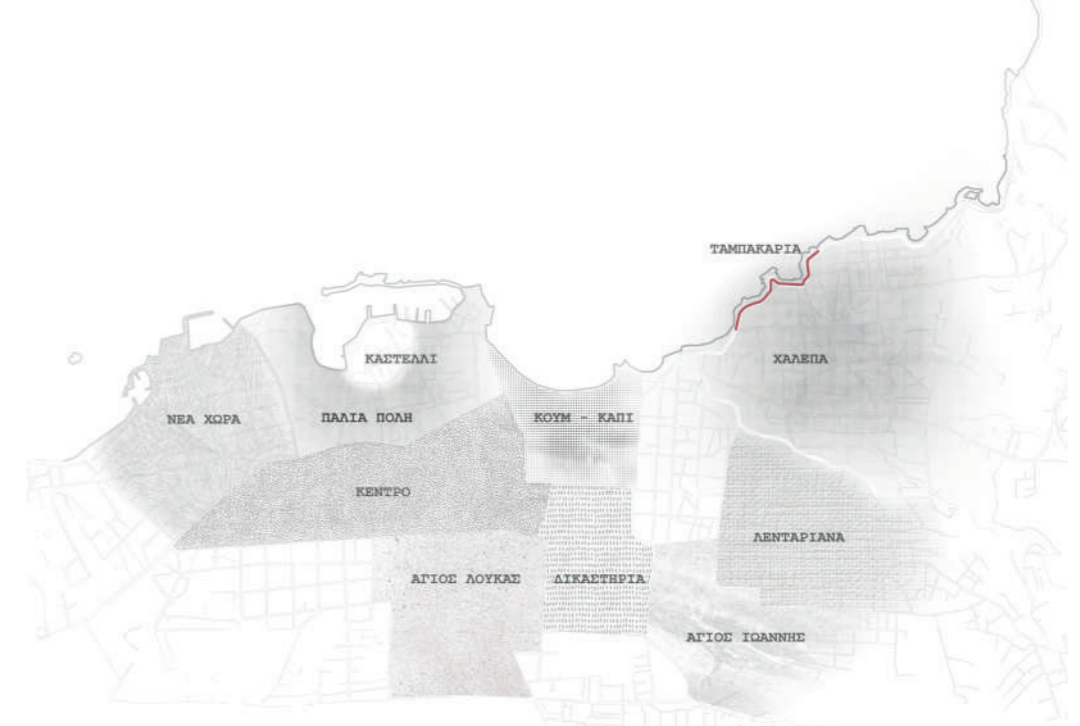 ΤΑΜΠΑΚΑΡΙΑ
ΚΑΣΤΕΛΛΙ
ΧΑΛΕΠΑ
ΝΕΑ ΧΩΡΑ
ΠΑΛΙΑ ΠΟΛΗ
ΚΟΥΜ - ΚΑΠΙ
ΚΕΝΤΡΟ
ΛΕΝΤΑΡΙΑΝΑ
ΑΓΙΟΣ ΛΟΥΚΑΣ
ΔΙΚΑΣΤΗΡΙΑ
ΑΓΙΟΣ ΙΩΑΝΝΗΣ